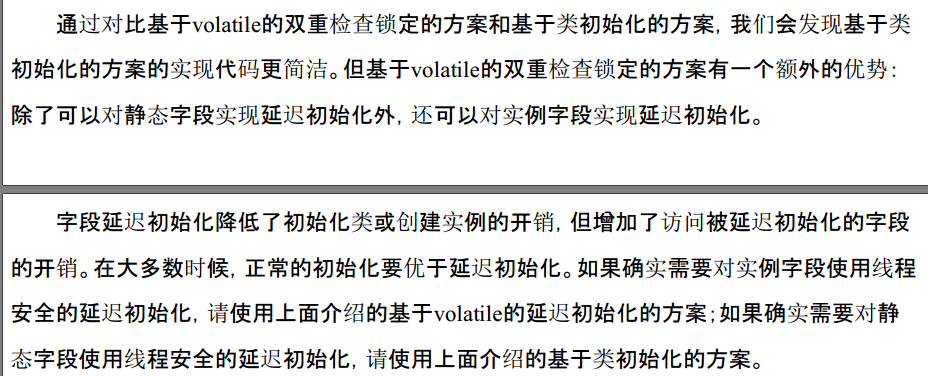 通过对比基于volatile的双重检查锁定的方案和基于类初始化的方案，我们会发现基于类
初始化的方案的实现代码更简洁。但基于volatile的双重检查锁定的方案有一个额外的优势：
除了可以对静态字段实现延迟初始化外，还可以对实例字段实现延迟初始化。
字段延迟初始化降低了初始化类或创建实例的开销，但增加了访问被延迟初始化的字段
的开销。在大多数时候，正常的初始化要优于延迟初始化。如果确实需要对实例字段使用线程
安全的延迟初始化，请使用上面介绍的基于volatile的延迟初始化的方案；如果确实需要对静
态字段使用线程安全的延迟初始化，请使用上面介绍的基于类初始化的方案。